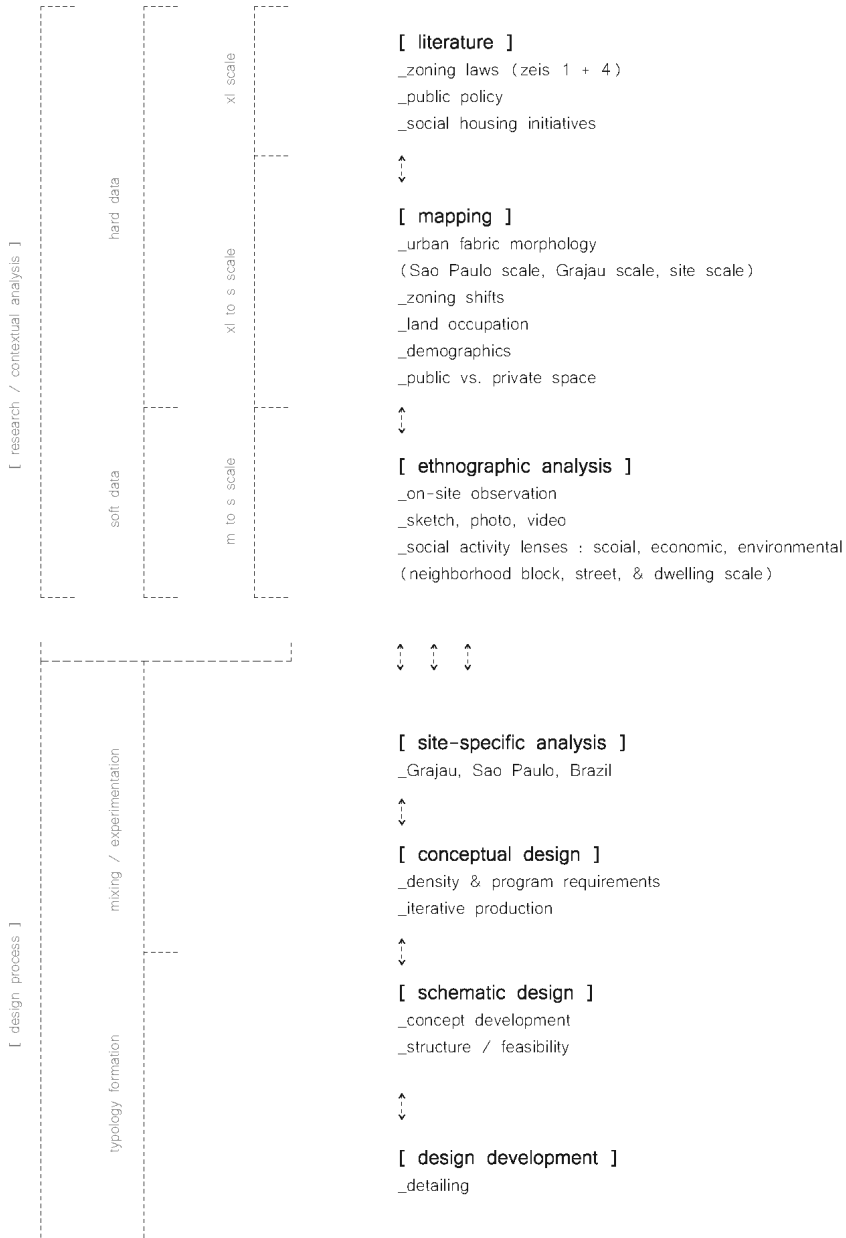 [ research / contextual analysis ]
hard data
soft data
xl scale
xl to s scale
m to s scale
[ literature ]
_zoning laws (zeis 1 + 4)
_public policy
_social housing initiatives
[ mapping ]
_urban fabric morphology
(Sao Paulo scale, Grajau scale, site scale)
_zoning shifts
_land occupation
_demographics
_public vs. private space
[ ethnographic analysis ]
_on-site observation
_sketch, photo, video
_social activity lenses : scoial, economic, environmental
(neighborhood block, street, & dwelling scale)
[ design process ]
mixing / experimentation
typology formation
[ site-specific analysis ]
_Grajau, Sao Paulo, Brazil
[ conceptual design ]
_density & program requirements
_iterative production
[ schematic design ]
_concept development
_structure / feasibility
[ design development ]
_detailing